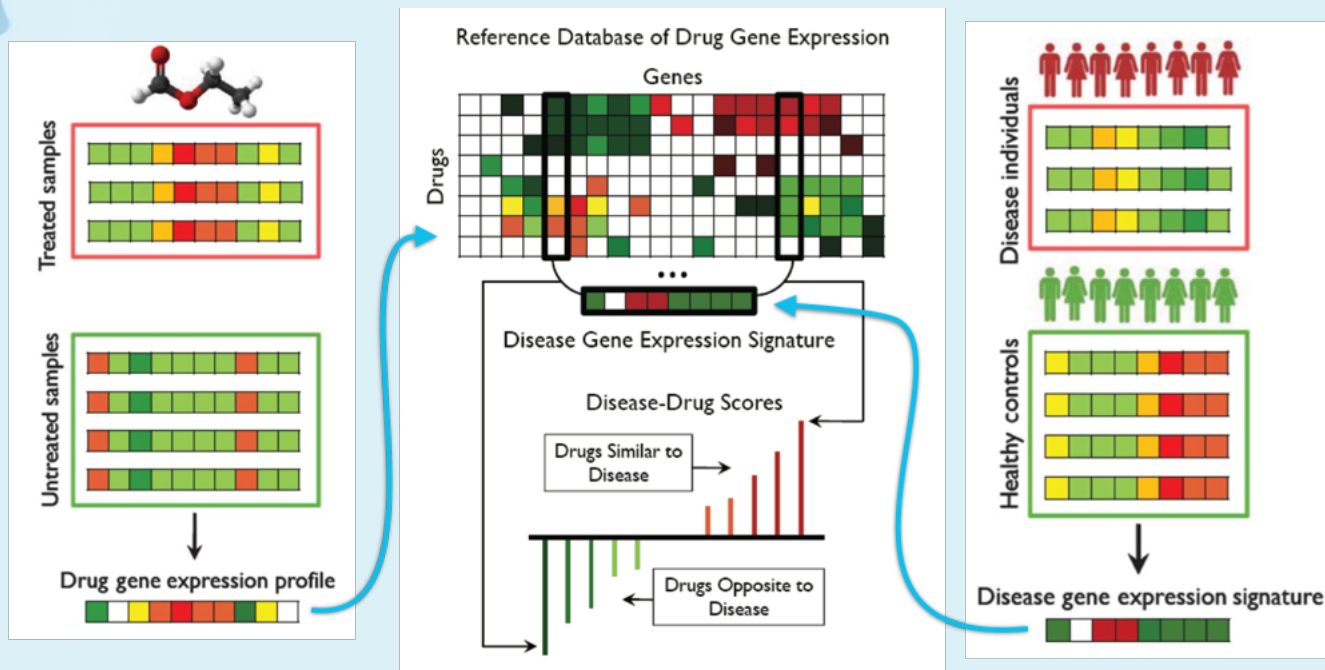 Treated samples
Untreated samples
Drug gene expression profile
Reference Database of Drug Gene Expression
Genes
Drugs
...
Disease Gene Expression Signature
Disease-Drug Scores
Drugs Similar to
Disease
Drugs Opposite to
Disease
Disease individuals
Healthy controls
Disease gene expression signature